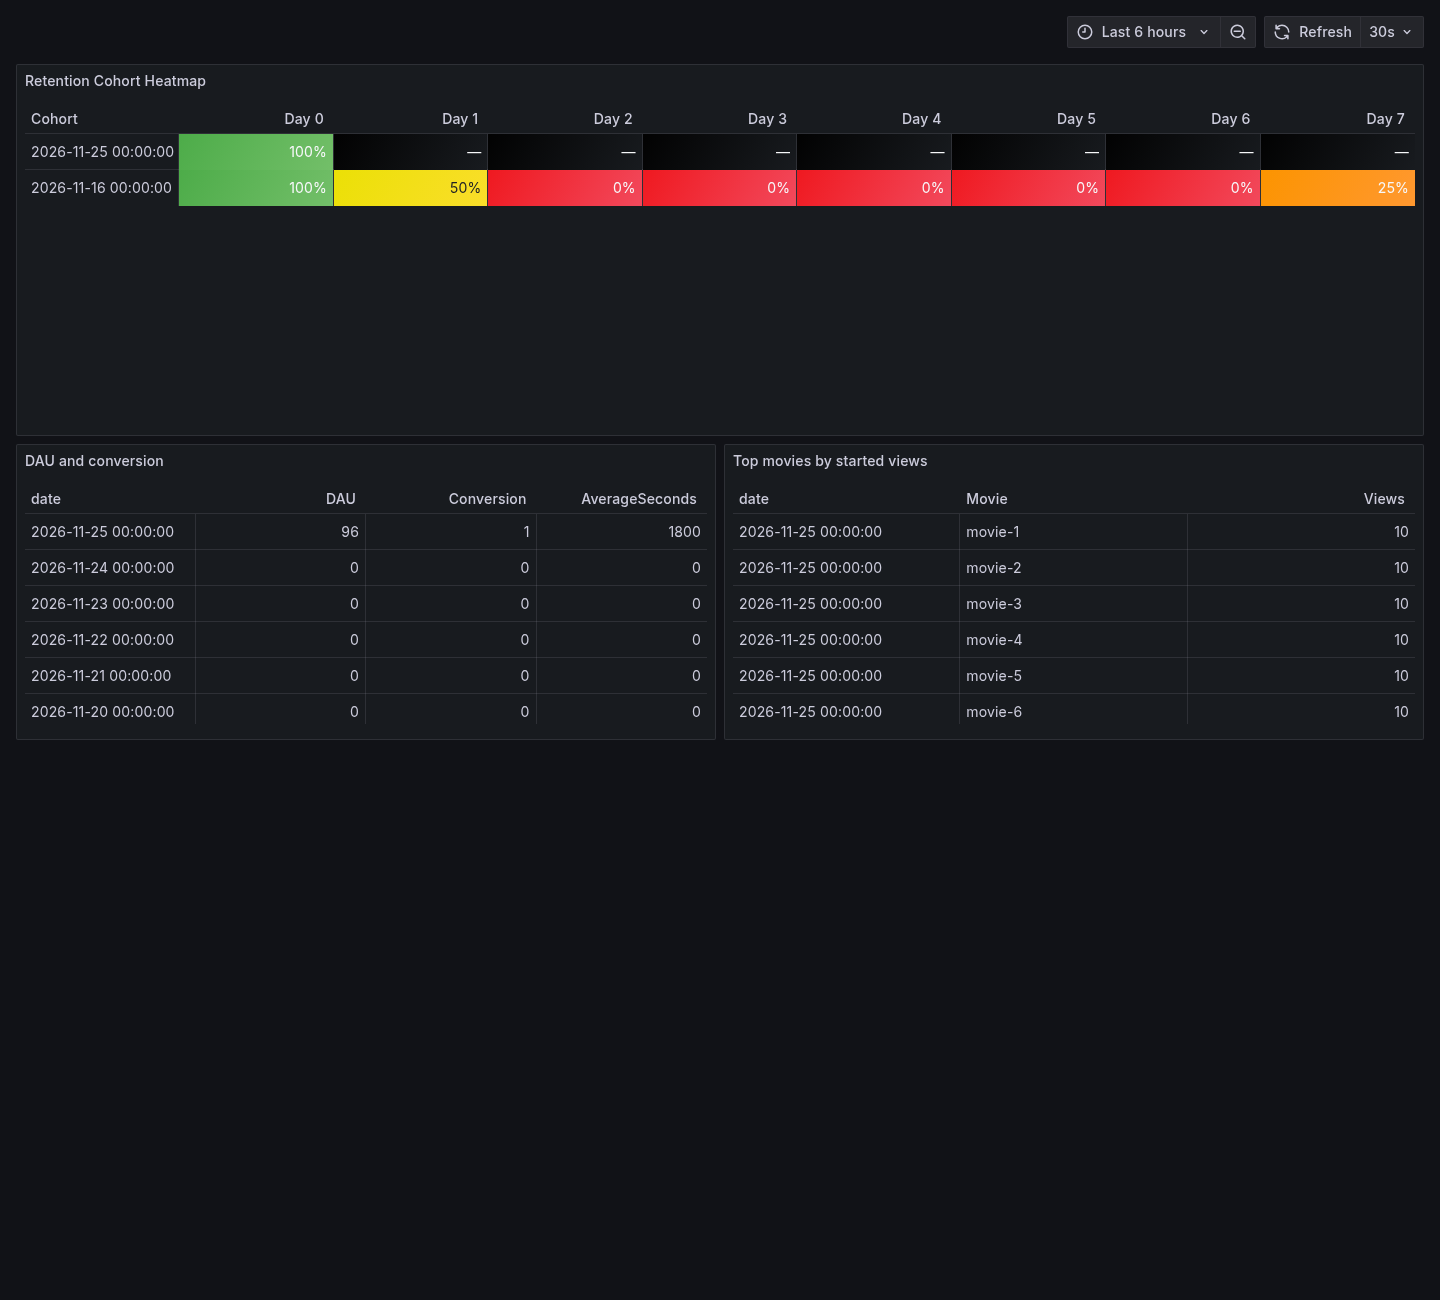 Last 6 hours Refresh 30s
Retention Cohort Heatmap
Cohort Day 0 Day 1 Day 2 Day 3 Day 4 Day 5 Day 6 Day 7
2026-11-25 00:00:00 100% — — — — — — —
2026-11-16 00:00:00 100% 50% 0% 0% 0% 0% 0% 25%
DAU and conversion
date DAU Conversion AverageSeconds
2026-11-25 00:00:00 96 1 1800
2026-11-24 00:00:00 0 0 0
2026-11-23 00:00:00 0 0 0
2026-11-22 00:00:00 0 0 0
2026-11-21 00:00:00 0 0 0
2026-11-20 00:00:00 0 0 0
Top movies by started views
date Movie Views
2026-11-25 00:00:00 movie-1 10
2026-11-25 00:00:00 movie-2 10
2026-11-25 00:00:00 movie-3 10
2026-11-25 00:00:00 movie-4 10
2026-11-25 00:00:00 movie-5 10
2026-11-25 00:00:00 movie-6 10